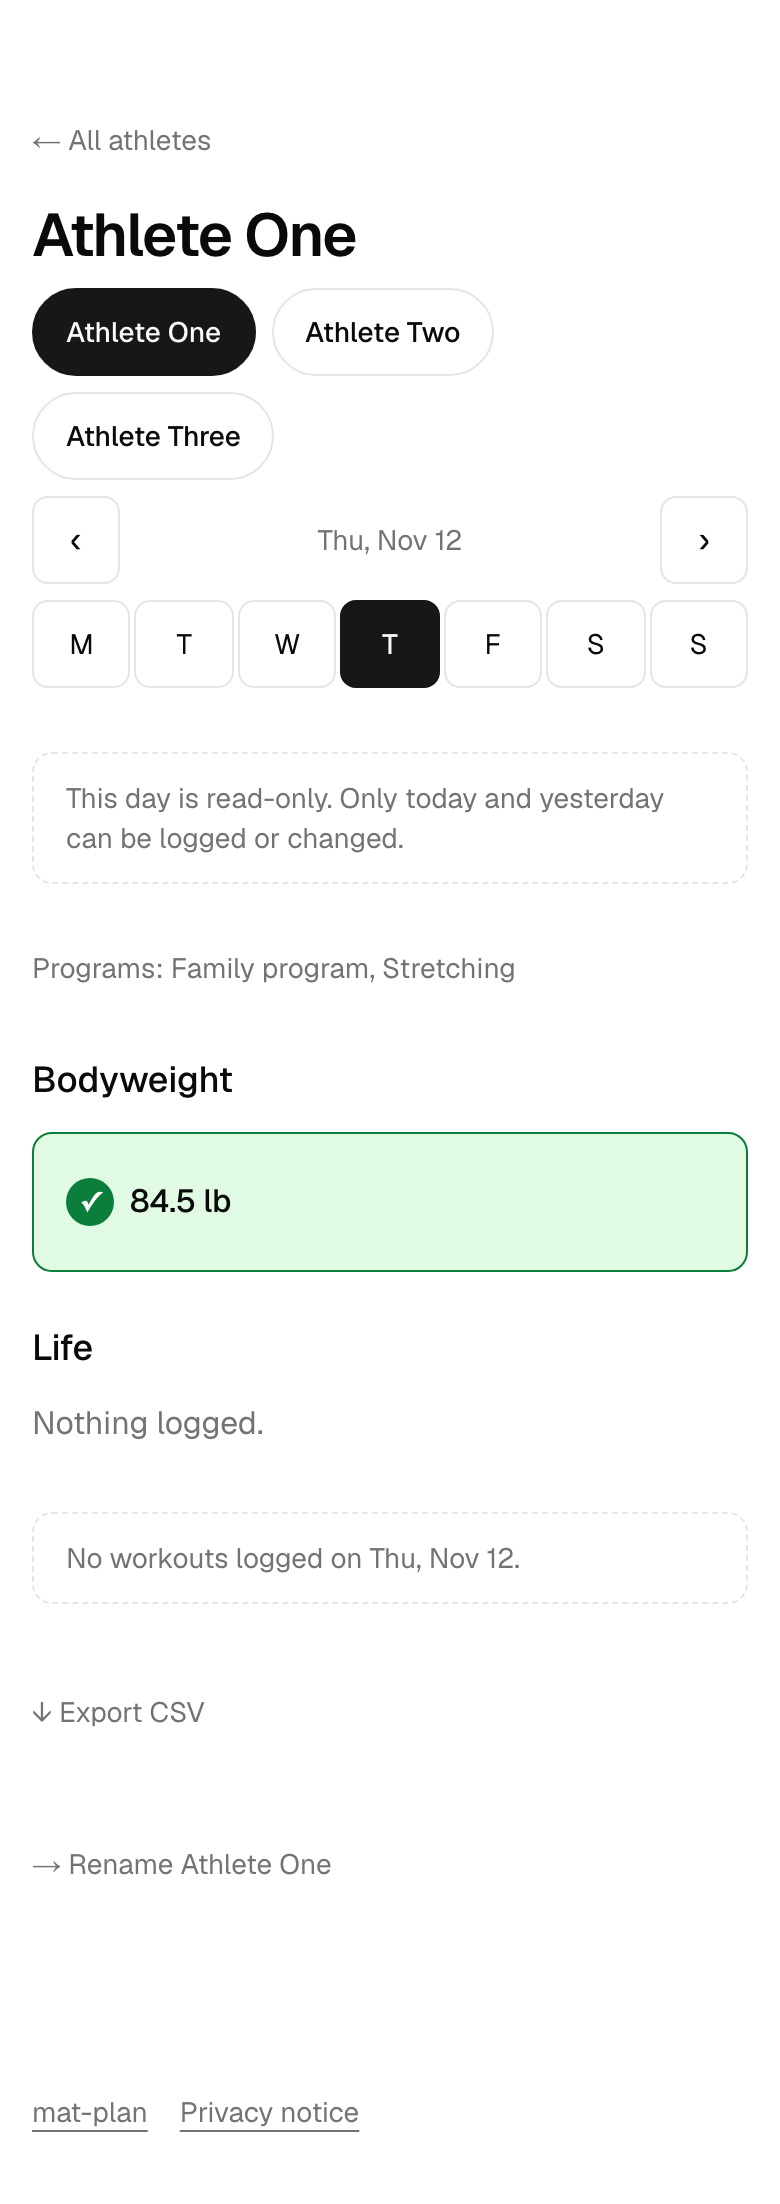 ← All athletes
Athlete One
Athlete One Athlete Two
Athlete Three
‹ Thu, Nov 12 ›
M T W T F S S
This day is read-only. Only today and yesterday
can be logged or changed.
Programs: Family program, Stretching
Bodyweight
✓ 84.5 lb
Life
Nothing logged.
No workouts logged on Thu, Nov 12.
↓ Export CSV
→ Rename Athlete One
mat-plan Privacy notice